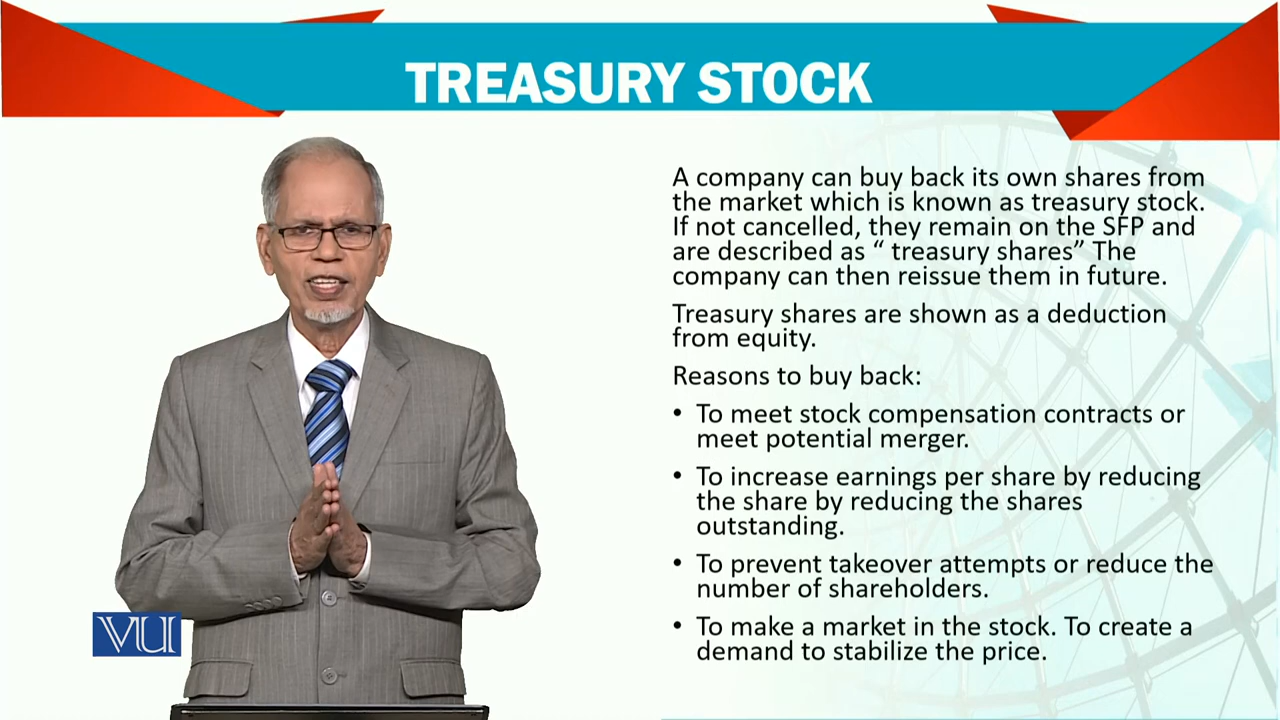 TREASURY STOCK
A company can buy back its own shares from
the market which is known as treasury stock.
If not cancelled, they remain on the SFP and
are described as “ treasury shares” The
company can then reissue them in future.
Treasury shares are shown as a deduction
from equity.
Reasons to buy back:
• To meet stock compensation contracts or
meet potential merger.
• To increase earnings per share by reducing
the share by reducing the shares
outstanding.
• To prevent takeover attempts or reduce the
number of shareholders.
• To make a market in the stock. To create a
demand to stabilize the price.
VU